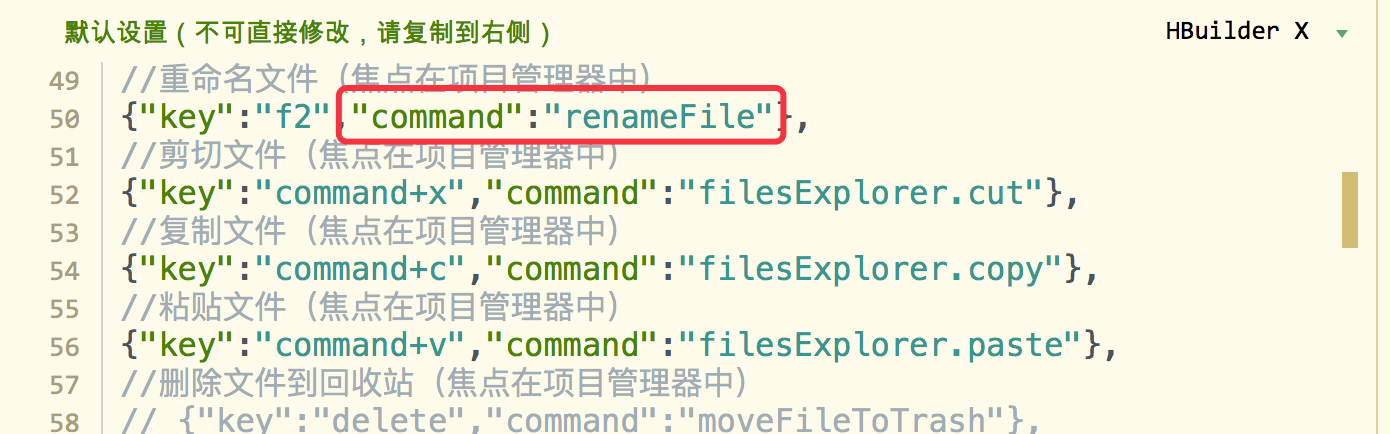 默认设置（不可直接修改，请复制到右侧） HBuilder X
49 //重命名文件（焦点在项目管理器中）
50 {"key":"f2","command":"renameFile"},
51 //剪切文件（焦点在项目管理器中）
52 {"key":"command+x","command":"filesExplorer.cut"},
53 //复制文件（焦点在项目管理器中）
54 {"key":"command+c","command":"filesExplorer.copy"},
55 //粘贴文件（焦点在项目管理器中）
56 {"key":"command+v","command":"filesExplorer.paste"},
57 //删除文件到回收站（焦点在项目管理器中）
58 // {"key":"delete","command":"moveFileToTrash"},